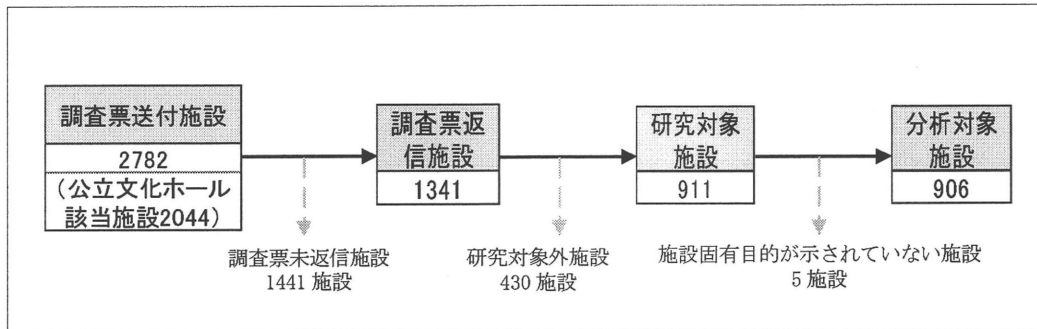 調査票送付施設
2782
(公立文化ホール
該当施設2044)
調査票返
信施設
1341
研究対象
施設
911
分析対象
施設
906
調査票未返信施設
1441 施設
研究対象外施設
430 施設
施設固有目的が示されていない施設
5 施設